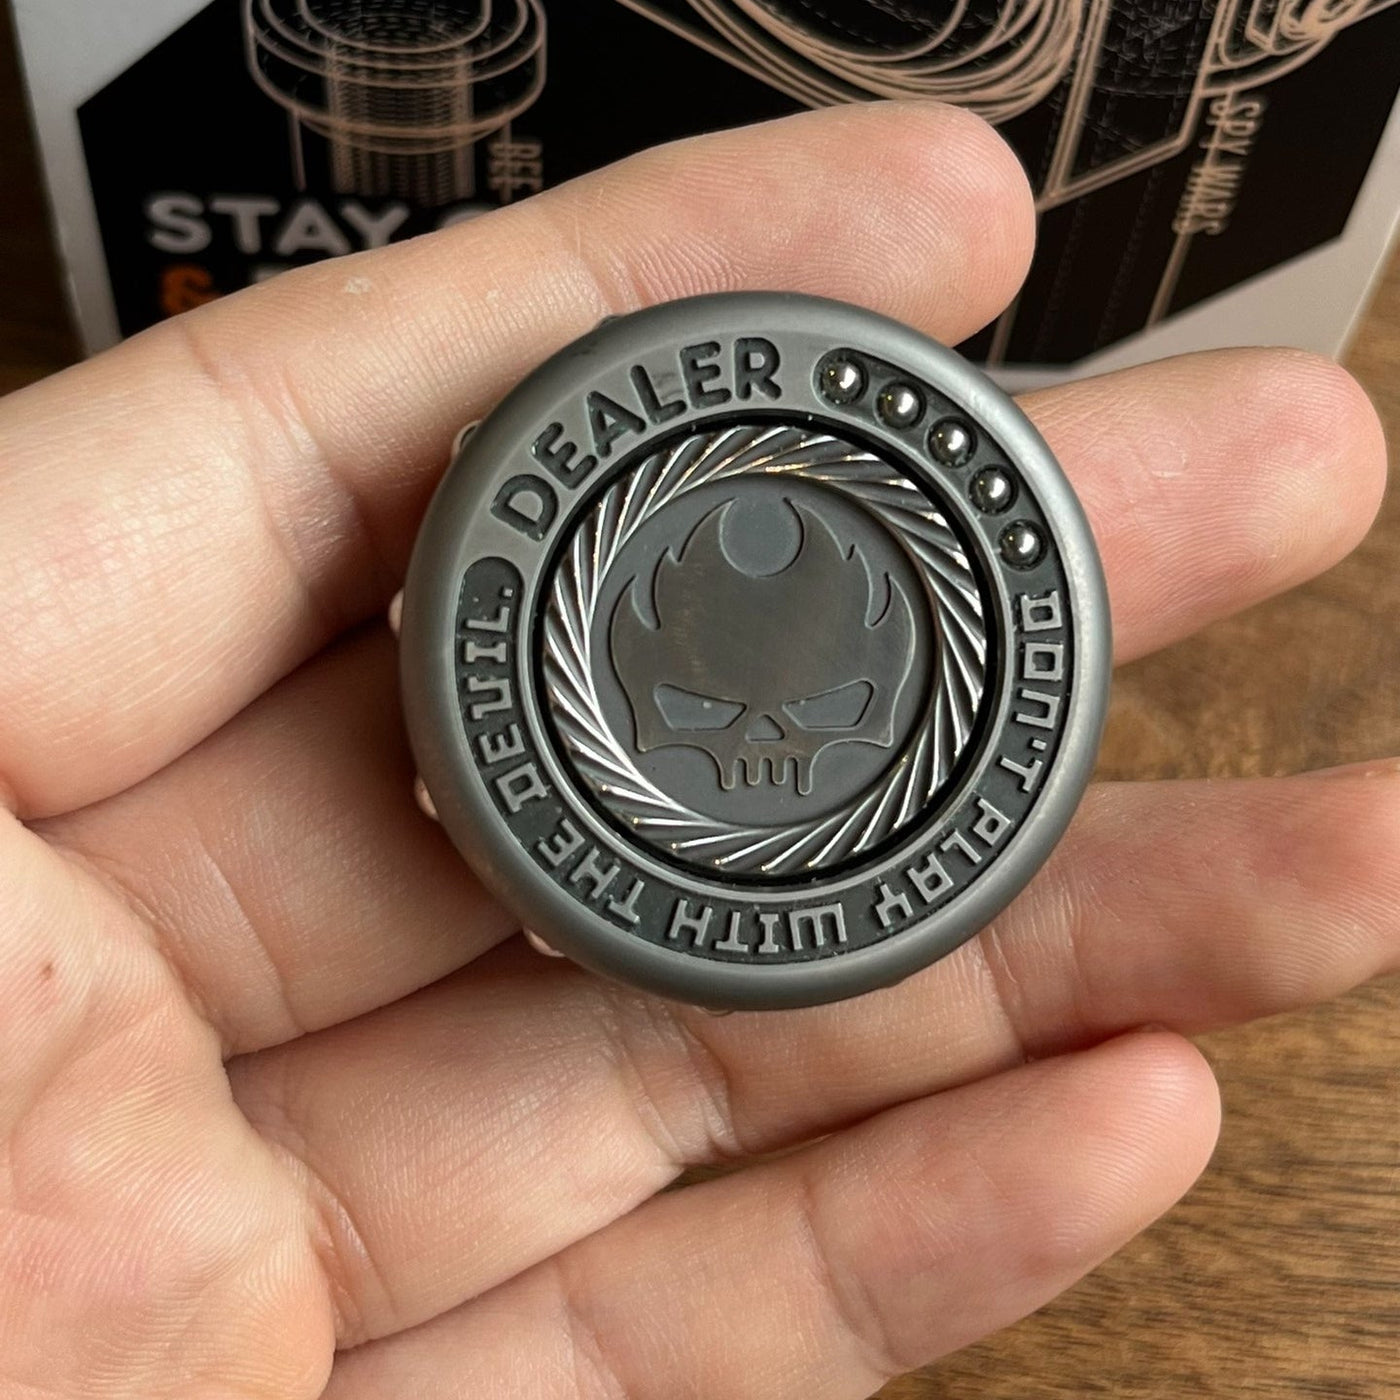 STAY
&
SPY WARS
DEALER
DON'T PLAY WITH THE DEVIL.